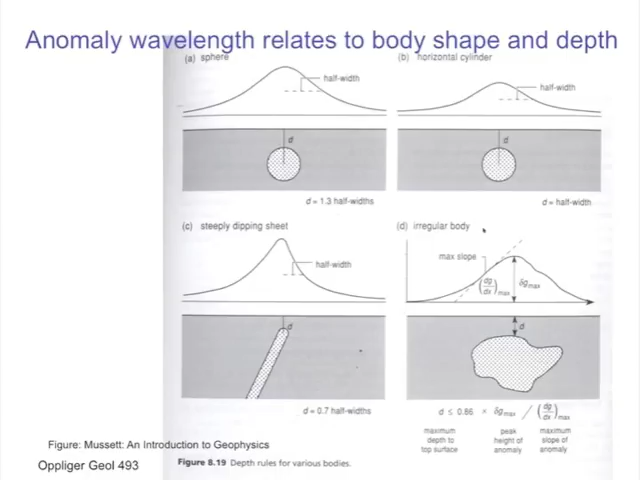 Anomaly wavelength relates to body shape and depth
(a) sphere
(b) horizontal cylinder
half-width
half-width
d
d
d = 1.3 half-widths
d = half-width
(c) steeply dipping sheet
(d) irregular body
max slope
half-width
(dg/dx)max
δgmax
d
d
d = 0.7 half-widths
d ≤ 0.86 × δgmax / (dg/dx)max
maximum depth to top surface
peak height of anomaly
maximum slope of anomaly
Figure: Mussett: An Introduction to Geophysics
Oppliger Geol 493
Figure 8.19 Depth rules for various bodies.